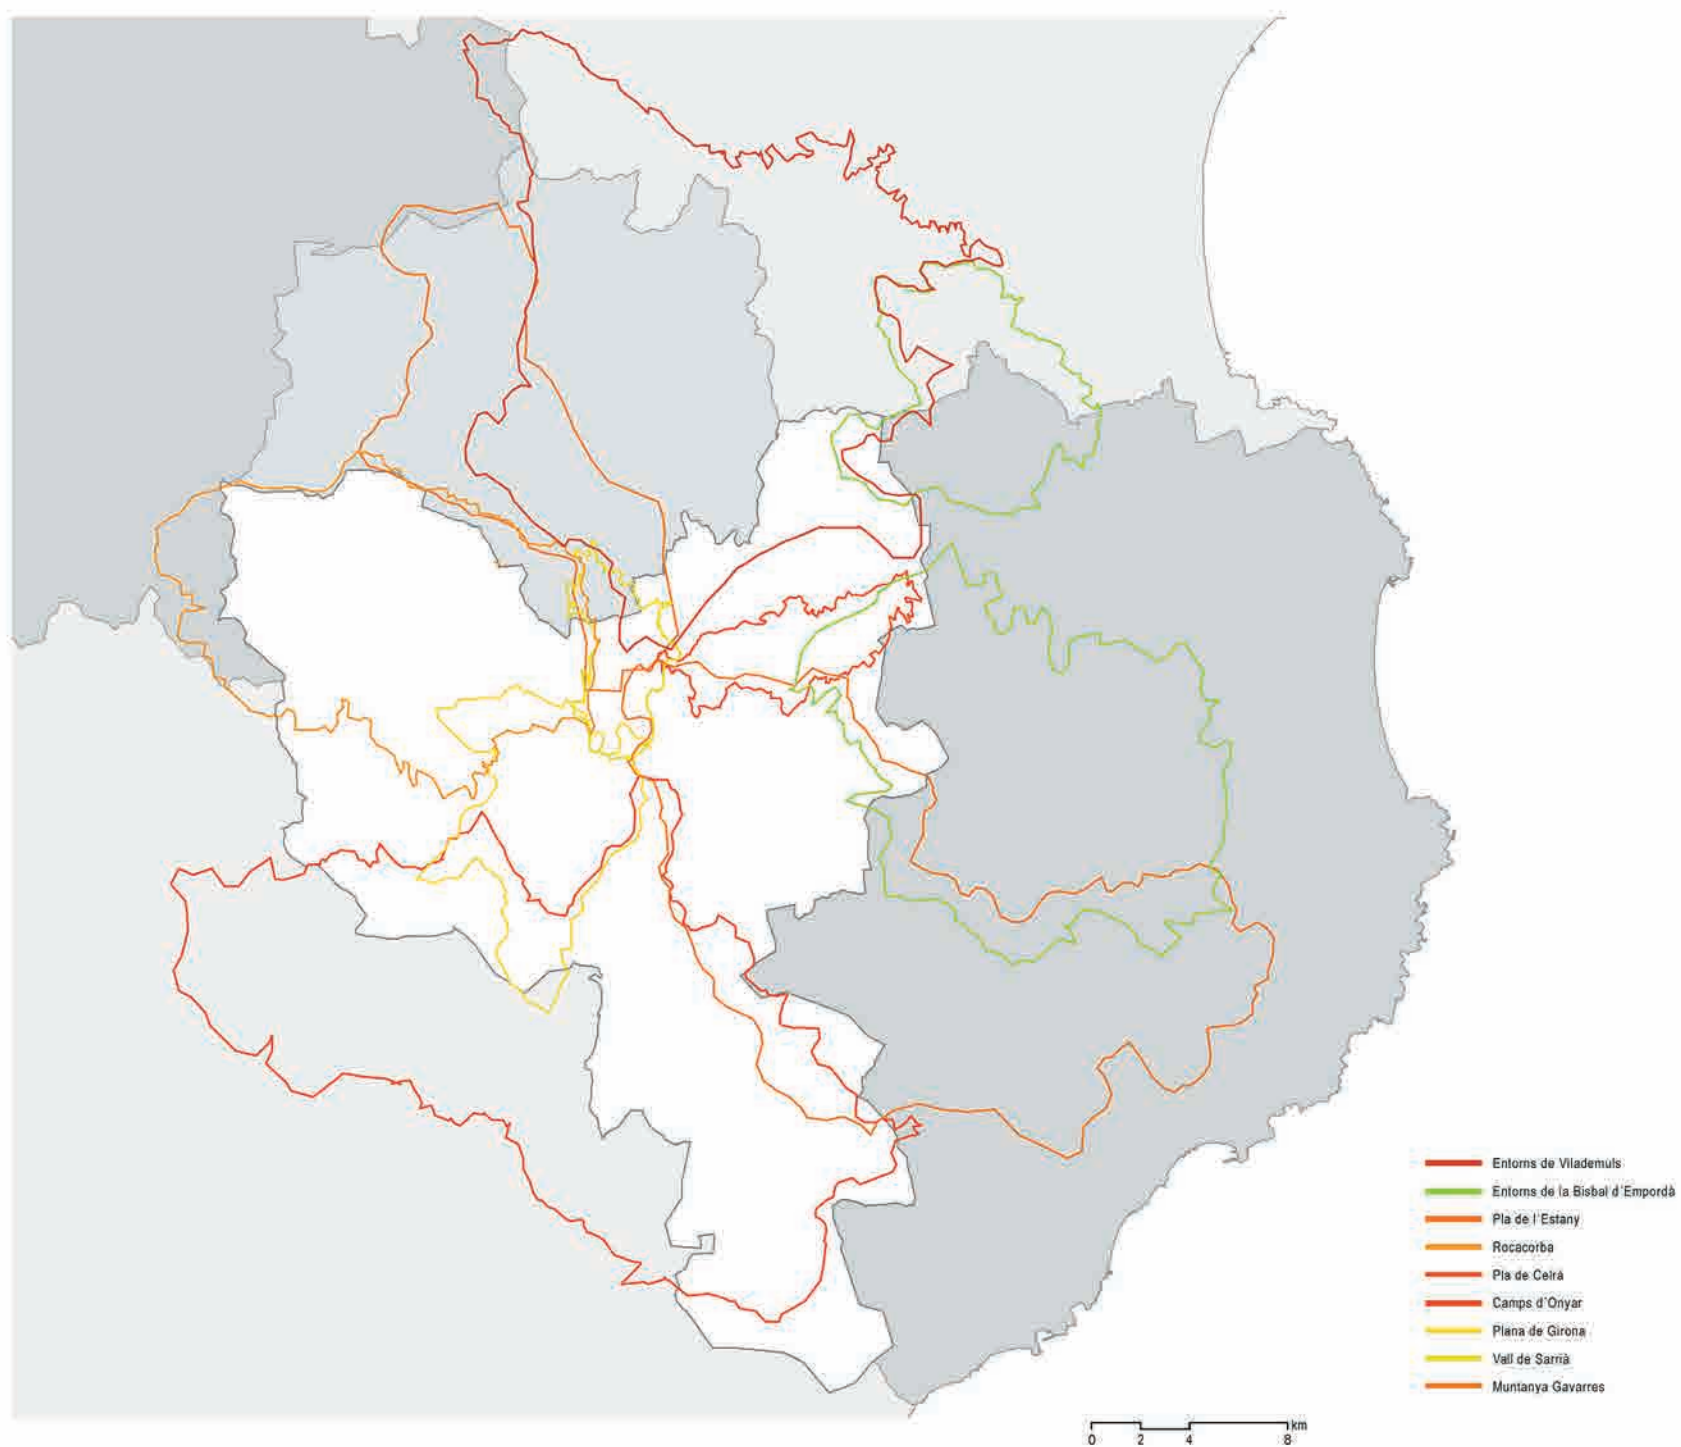 Entorns de Vilademuls
Entorns de la Bisbal d'Empordà
Pla de l'Estany
Rocacorba
Pla de Celrà
Camps d'Onyar
Plana de Girona
Vall de Sarrià
Muntanya Gavarres
km
0 2 4 8